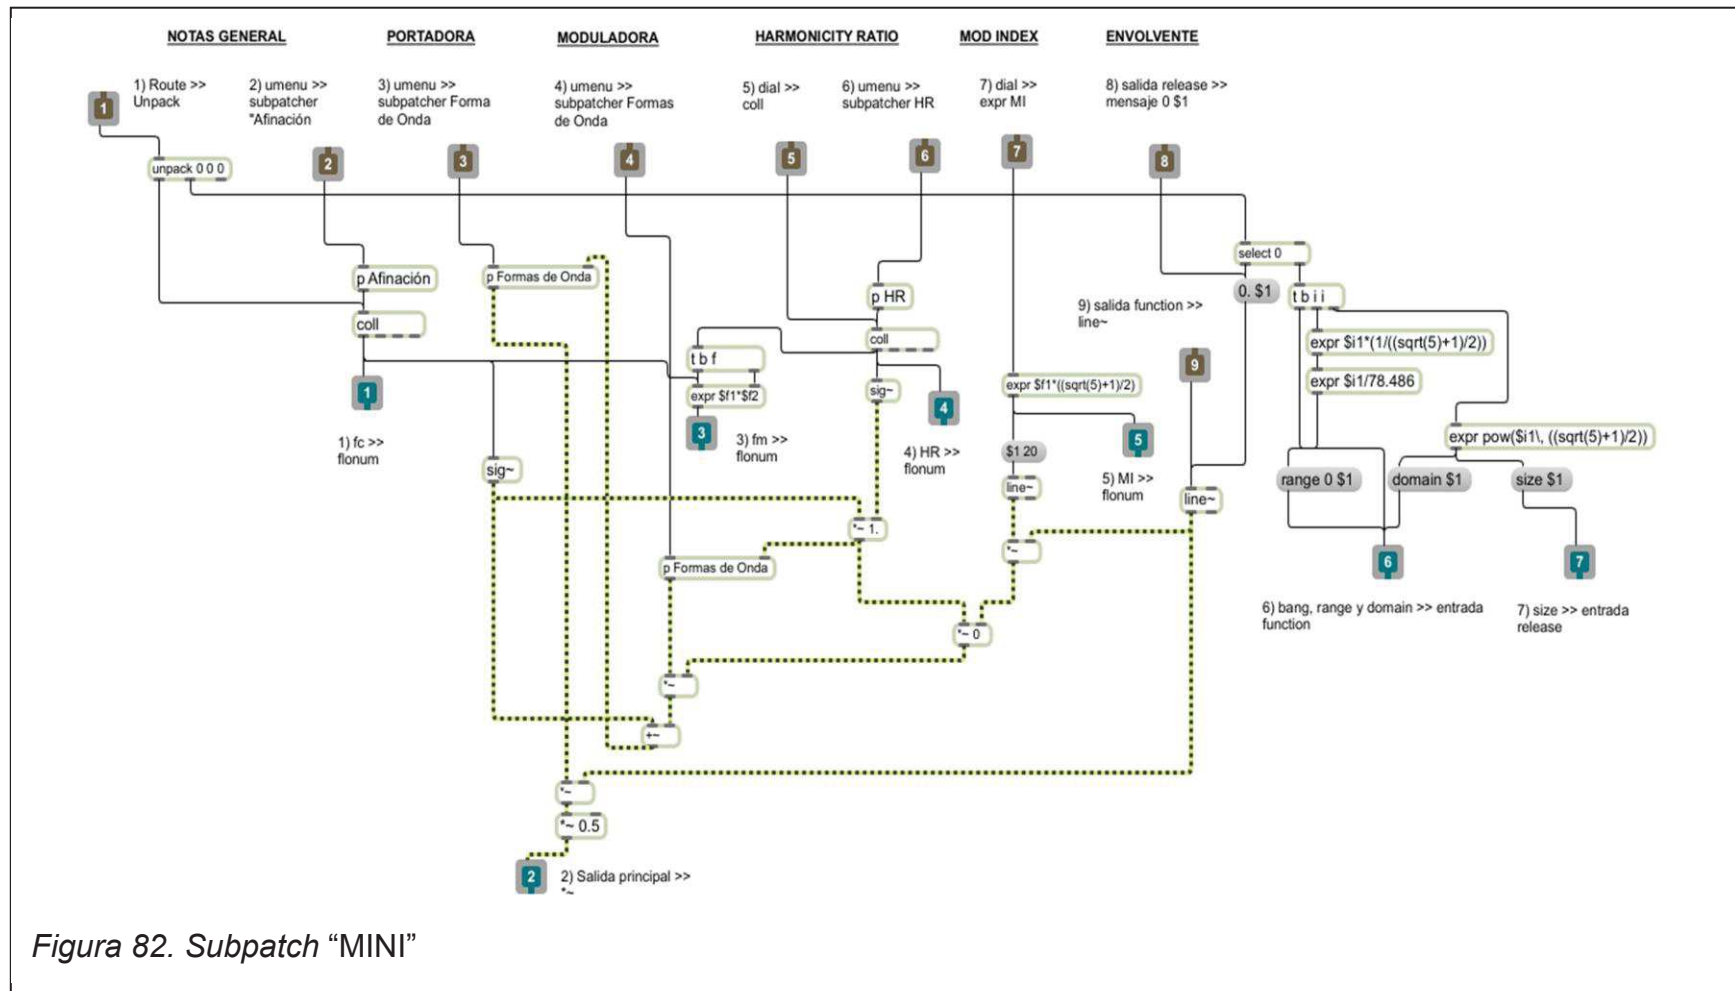 NOTAS GENERAL
PORTADORA
MODULADORA
HARMONICITY RATIO
MOD INDEX
ENVOLVENTE
1) Route >>
Unpack
2) umenu >>
subpatcher
"Afinación
3) umenu >>
subpatcher Forma
de Onda
4) umenu >>
subpatcher Formas
de Onda
5) dial >>
coll
6) umenu >>
subpatcher HR
7) dial >>
expr MI
8) salida release >>
mensaje 0 $1
1
2
3
4
5
6
7
8
unpack 0 0 0
select 0
p Afinación
p Formas de Onda
p HR
0. $1
t b i i
9) salida function >>
line~
coll
coll
expr $i1*(1/((sqrt(5)+1)/2))
t b f
9
expr $i1/78.486
1
expr $f1*$f2
sig~
4
expr $f1*((sqrt(5)+1)/2)
3
5
expr pow($i1\, ((sqrt(5)+1)/2))
1) fc >>
flonum
3) fm >>
flonum
4) HR >>
flonum
$1 20
5) MI >>
flonum
sig~
line~
line~
range 0 $1
domain $1
size $1
*~ 1.
*~
p Formas de Onda
6
7
6) bang, range y domain >> entrada
function
7) size >> entrada
release
*~ 0
*~
+~
*~
*~ 0.5
2
2) Salida principal >>
*~
Figura 82. Subpatch “MINI”